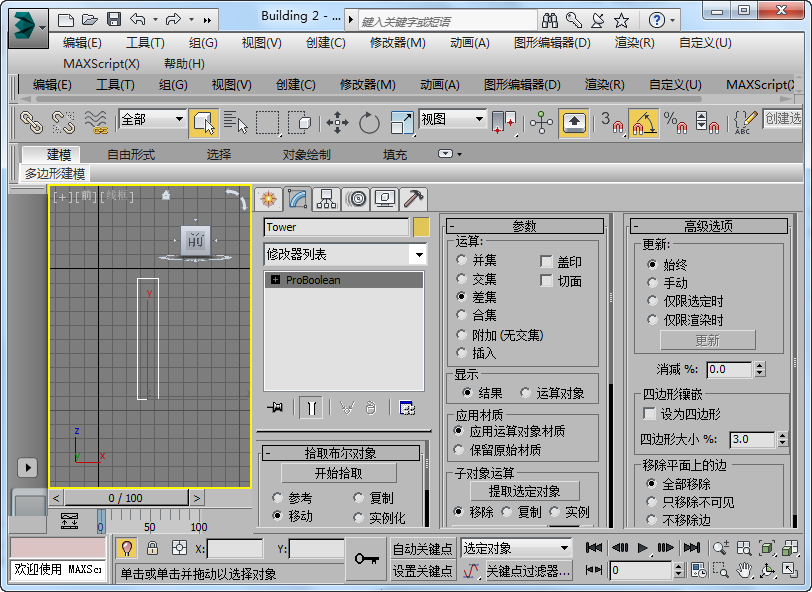 Building 2 - ...
键入关键字或短语
编辑(E) 工具(T) 组(G) 视图(V) 创建(C) 修改器(M) 动画(A) 图形编辑器(D) 渲染(R) 自定义(U)
MAXScript(X) 帮助(H)
编辑(E) 工具(T) 组(G) 视图(V) 创建(C) 修改器(M) 动画(A) 图形编辑器(D) 渲染(R) 自定义(U) MAXScript(X
全部 视图 3 % ABC 创建选
建模 自由形式 选择 对象绘制 填充
多边形建模
[+][前][线框]
前
y
z
x
Tower
修改器列表
ProBoolean
拾取布尔对象
开始拾取
参考 复制
移动 实例化
参数
运算:
并集 盖印
交集 切面
差集
合集
附加 (无交集)
插入
显示
结果 运算对象
应用材质
应用运算对象材质
保留原始材质
子对象运算
提取选定对象
移除 复制 实例
高级选项
更新:
始终
手动
仅限选定时
仅限渲染时
更新
消减 %: 0.0
四边形镶嵌
设为四边形
四边形大小 %: 3.0
移除平面上的边
全部移除
只移除不可见
不移除边
< 0 / 100 >
0 50 100
X: Y: 自动关键点 选定对象
欢迎使用 MAXScr 单击或单击并拖动以选择对象 设置关键点 关键点过滤器... 0